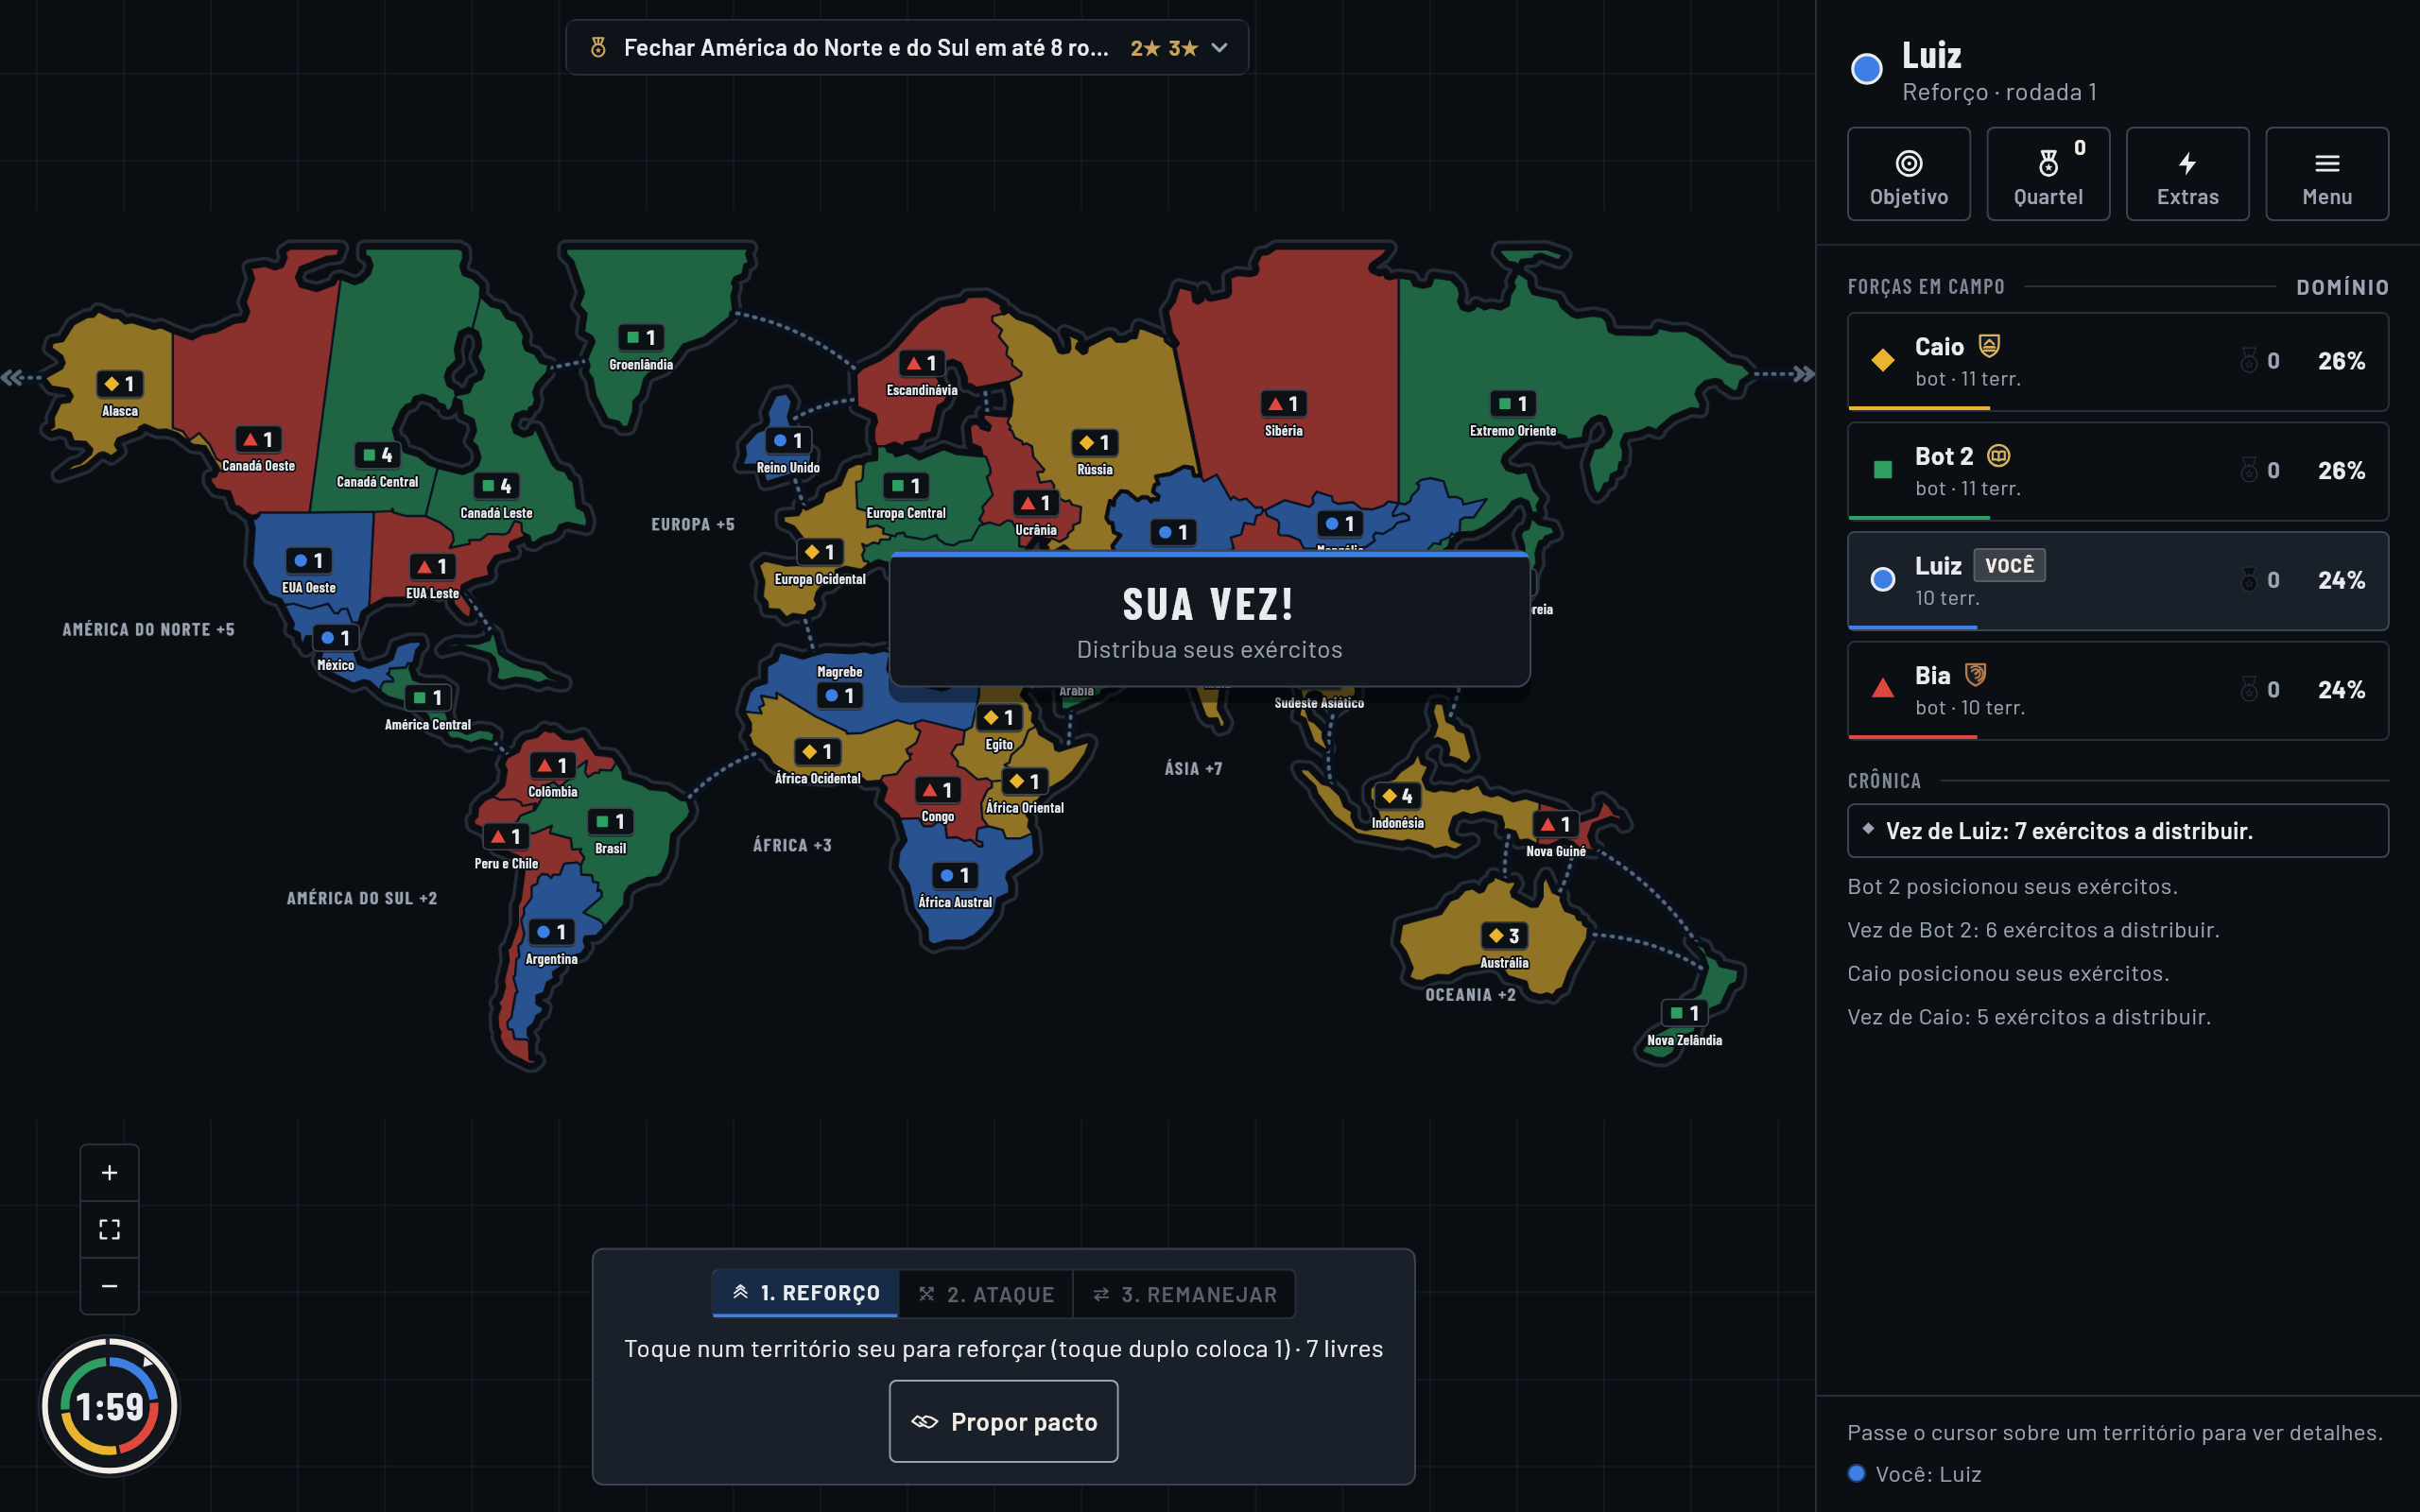 Fechar América do Norte e do Sul em até 8 ro... 2★ 3★
Luiz
Reforço · rodada 1
Objetivo
0
Quartel
Extras
Menu
FORÇAS EM CAMPO
DOMÍNIO
Caio
bot · 11 terr.
0
26%
Bot 2
bot · 11 terr.
0
26%
Luiz VOCÊ
10 terr.
0
24%
Bia
bot · 10 terr.
0
24%
CRÔNICA
Vez de Luiz: 7 exércitos a distribuir.
Bot 2 posicionou seus exércitos.
Vez de Bot 2: 6 exércitos a distribuir.
Caio posicionou seus exércitos.
Vez de Caio: 5 exércitos a distribuir.
Passe o cursor sobre um território para ver detalhes.
Você: Luiz
1
Alasca
1
Canadá Oeste
4
Canadá Central
4
Canadá Leste
1
Groenlândia
1
EUA Oeste
1
EUA Leste
1
México
1
América Central
AMÉRICA DO NORTE +5
1
Colômbia
1
Peru e Chile
1
Brasil
1
Argentina
AMÉRICA DO SUL +2
1
Escandinávia
1
Reino Unido
1
Europa Central
1
Europa Ocidental
1
Ucrânia
1
Rússia
EUROPA +5
1
Sibéria
1
Extremo Oriente
1
1
Sudeste Asiático
Arábia
ÁSIA +7
Magrebe
1
1
África Ocidental
1
Egito
1
África Oriental
1
Congo
1
África Austral
ÁFRICA +3
4
Indonésia
1
Nova Guiné
3
Austrália
OCEANIA +2
1
Nova Zelândia
SUA VEZ!
Distribua seus exércitos
+
−
1:59
1. REFORÇO
2. ATAQUE
3. REMANEJAR
Toque num território seu para reforçar (toque duplo coloca 1) · 7 livres
Propor pacto